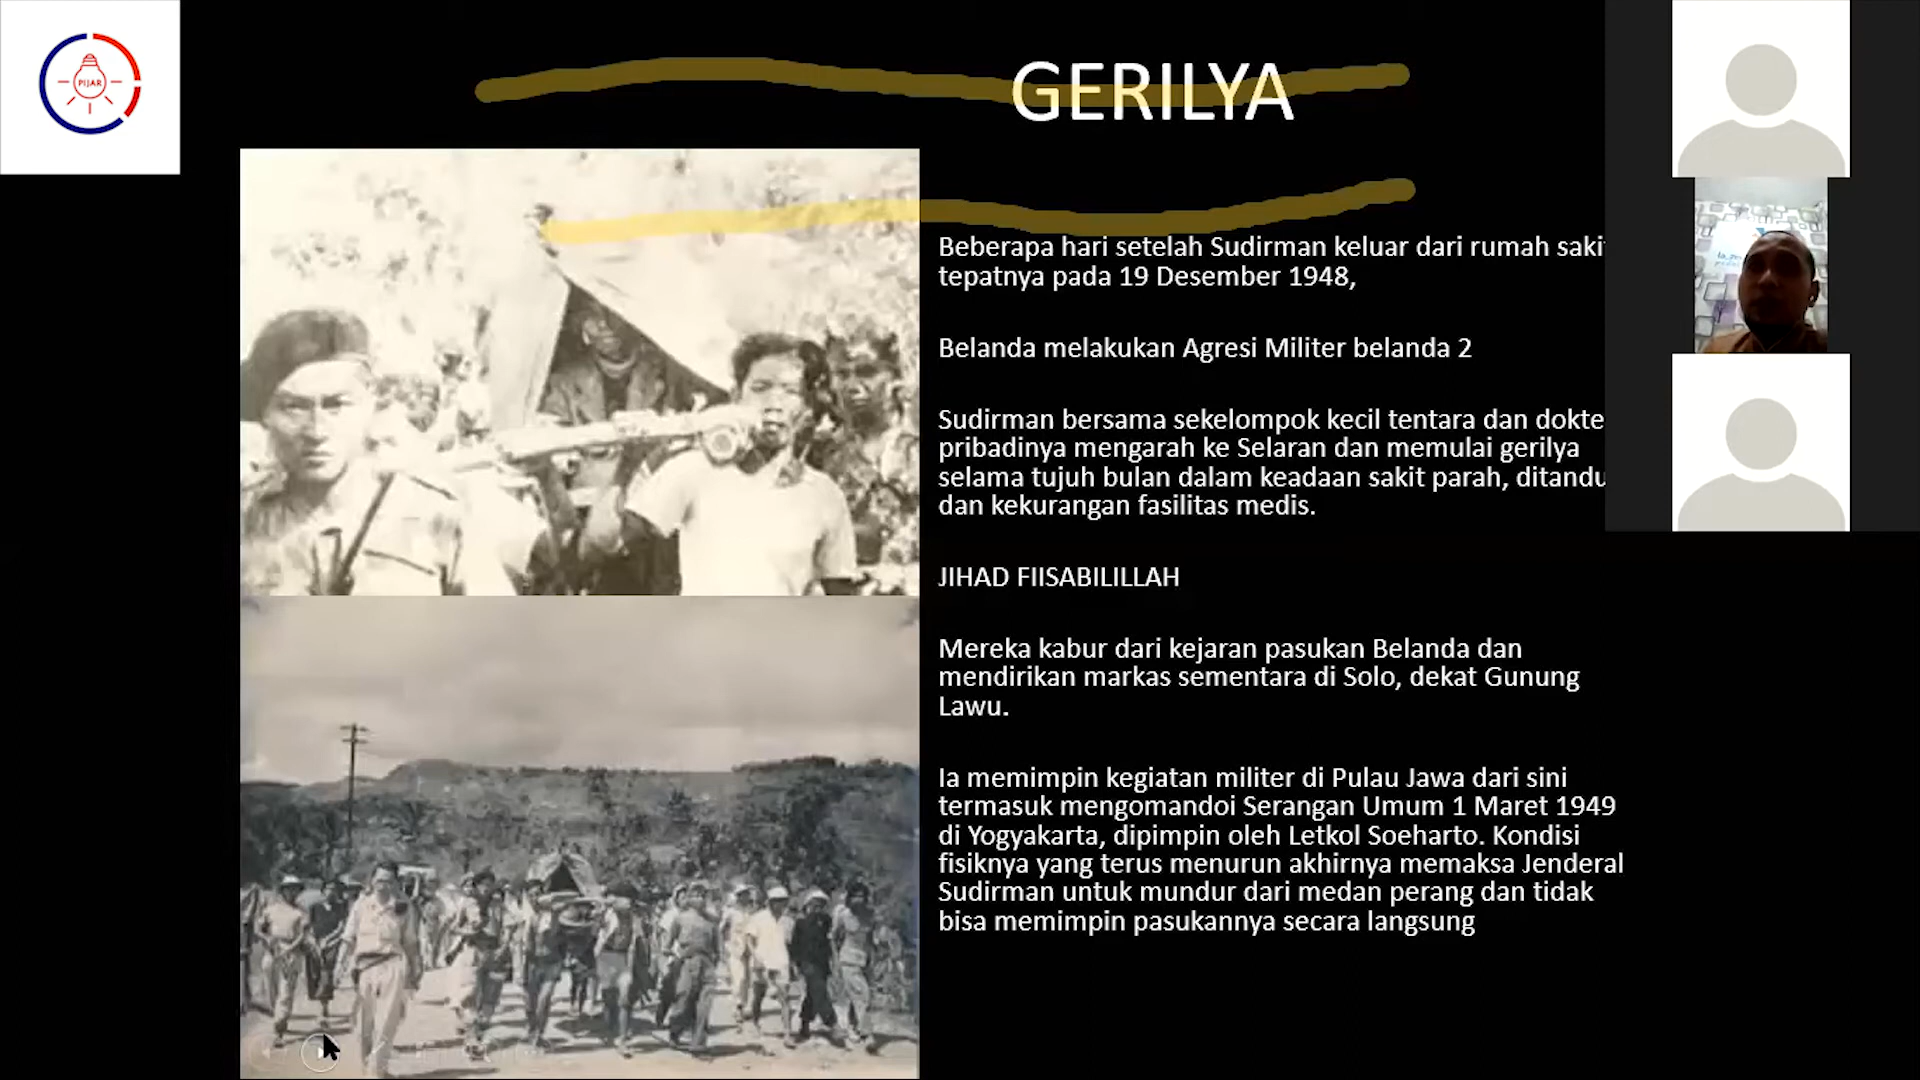 PIJAR
GERILYA
Beberapa hari setelah Sudirman keluar dari rumah saki
tepatnya pada 19 Desember 1948,
Belanda melakukan Agresi Militer belanda 2
Sudirman bersama sekelompok kecil tentara dan dokte
pribadinya mengarah ke Selaran dan memulai gerilya
selama tujuh bulan dalam keadaan sakit parah, ditandu
dan kekurangan fasilitas medis.
JIHAD FIISABILILLAH
Mereka kabur dari kejaran pasukan Belanda dan
mendirikan markas sementara di Solo, dekat Gunung
Lawu.
Ia memimpin kegiatan militer di Pulau Jawa dari sini
termasuk mengomandoi Serangan Umum 1 Maret 1949
di Yogyakarta, dipimpin oleh Letkol Soeharto. Kondisi
fisiknya yang terus menurun akhirnya memaksa Jenderal
Sudirman untuk mundur dari medan perang dan tidak
bisa memimpin pasukannya secara langsung